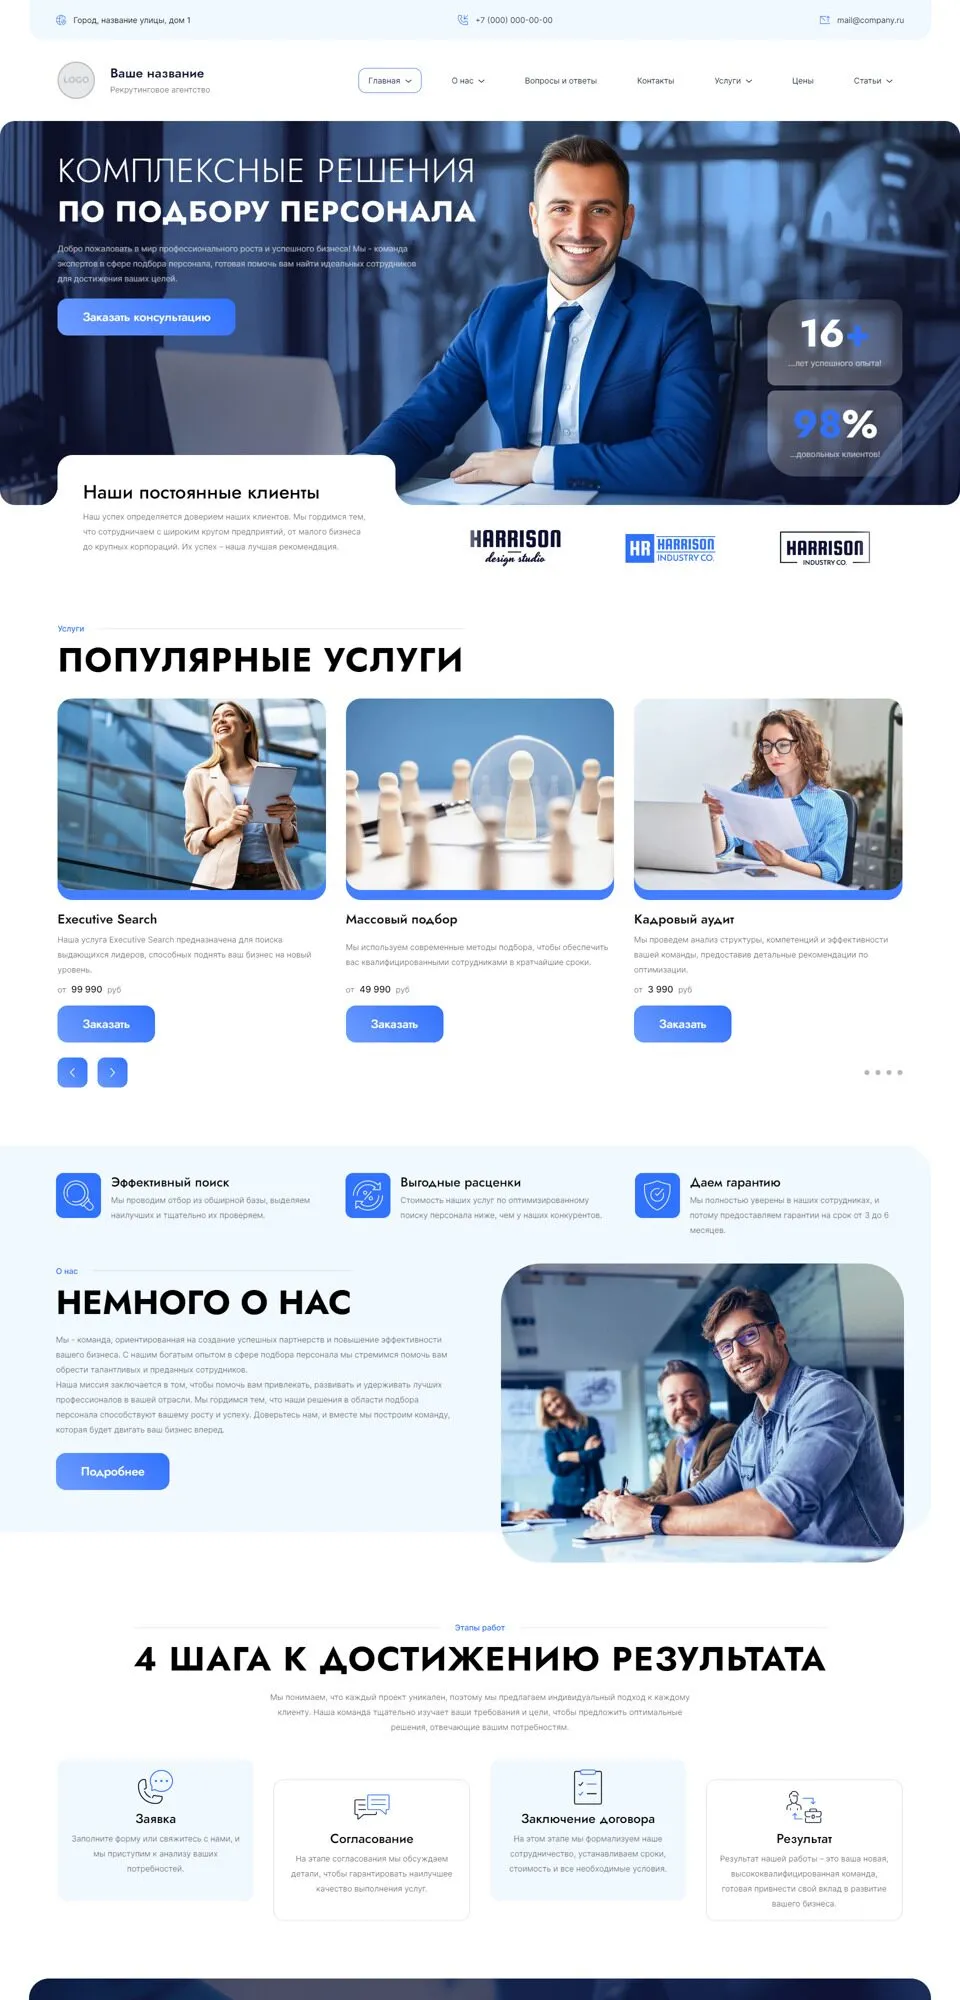 Город, название улицы, дом 1
+7 (000) 000-00-00
mail@company.ru
LOGO
Ваше название
Рекрутинговое агентство
Главная
О нас
Вопросы и ответы
Контакты
Услуги
Цены
Статьи
КОМПЛЕКСНЫЕ РЕШЕНИЯ
ПО ПОДБОРУ ПЕРСОНАЛА
Добро пожаловать в мир профессионального роста и успешного бизнеса! Мы - команда
экспертов в сфере подбора персонала, готовая помочь вам найти идеальных сотрудников
для достижения ваших целей.
Заказать консультацию
16+
...лет успешного опыта!
98%
...довольных клиентов!
Наши постоянные клиенты
Наш успех определяется доверием наших клиентов. Мы гордимся тем,
что сотрудничаем с широким кругом предприятий, от малого бизнеса
до крупных корпораций. Их успех – наша лучшая рекомендация.
HARRISON
design studio
HR HARRISON
INDUSTRY CO.
HARRISON
INDUSTRY CO.
Услуги
ПОПУЛЯРНЫЕ УСЛУГИ
Executive Search
Наша услуга Executive Search предназначена для поиска
выдающихся лидеров, способных поднять ваш бизнес на новый
уровень.
от 99 990 руб
Заказать
Массовый подбор
Мы используем современные методы подбора, чтобы обеспечить
вас квалифицированными сотрудниками в кратчайшие сроки.
от 49 990 руб
Заказать
Кадровый аудит
Мы проведем анализ структуры, компетенций и эффективности
вашей команды, предоставив детальные рекомендации по
оптимизации.
от 3 990 руб
Заказать
Эффективный поиск
Мы проводим отбор из обширной базы, выделяем
наилучших и тщательно их проверяем.
Выгодные расценки
Стоимость наших услуг по оптимизированному
поиску персонала ниже, чем у наших конкурентов.
Даем гарантию
Мы полностью уверены в наших сотрудниках, и
потому предоставляем гарантии на срок от 3 до 6
месяцев.
О нас
НЕМНОГО О НАС
Мы - команда, ориентированная на создание успешных партнерств и повышение эффективности
вашего бизнеса. С нашим богатым опытом в сфере подбора персонала мы стремимся помочь вам
обрести талантливых и преданных сотрудников.
Наша миссия заключается в том, чтобы помочь вам привлекать, развивать и удерживать лучших
профессионалов в вашей отрасли. Мы гордимся тем, что наши решения в области подбора
персонала способствуют вашему росту и успеху. Доверьтесь нам, и вместе мы построим команду,
которая будет двигать ваш бизнес вперед.
Подробнее
Этапы работ
4 ШАГА К ДОСТИЖЕНИЮ РЕЗУЛЬТАТА
Мы понимаем, что каждый проект уникален, поэтому мы предлагаем индивидуальный подход к каждому
клиенту. Наша команда тщательно изучает ваши требования и цели, чтобы предложить оптимальные
решения, отвечающие вашим потребностям.
Заявка
Заполните форму или свяжитесь с нами, и
мы приступим к анализу ваших
потребностей.
Согласование
На этапе согласования мы обсуждаем
детали, чтобы гарантировать наилучшее
качество выполнения услуг.
Заключение договора
На этом этапе мы формализуем наше
сотрудничество, устанавливаем сроки,
стоимость и все необходимые условия.
Результат
Результат нашей работы – это ваша новая,
высококвалифицированная команда,
готовая привнести свой вклад в развитие
вашего бизнеса.